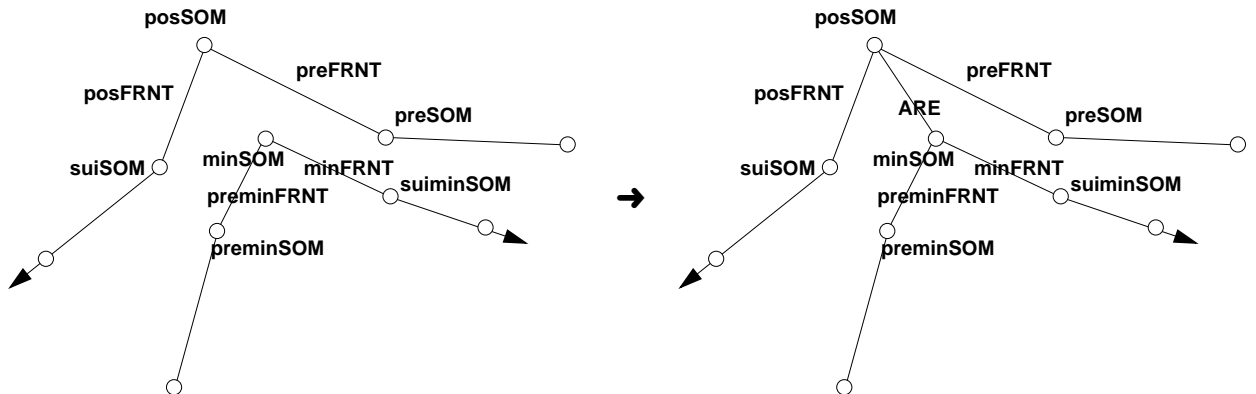 posSOM
preFRNT
posFRNT
preSOM
suiSOM
minSOM
minFRNT
suiminSOM
preminFRNT
preminSOM
posSOM
preFRNT
posFRNT
ARE
preSOM
suiSOM
minSOM
minFRNT
suiminSOM
preminFRNT
preminSOM